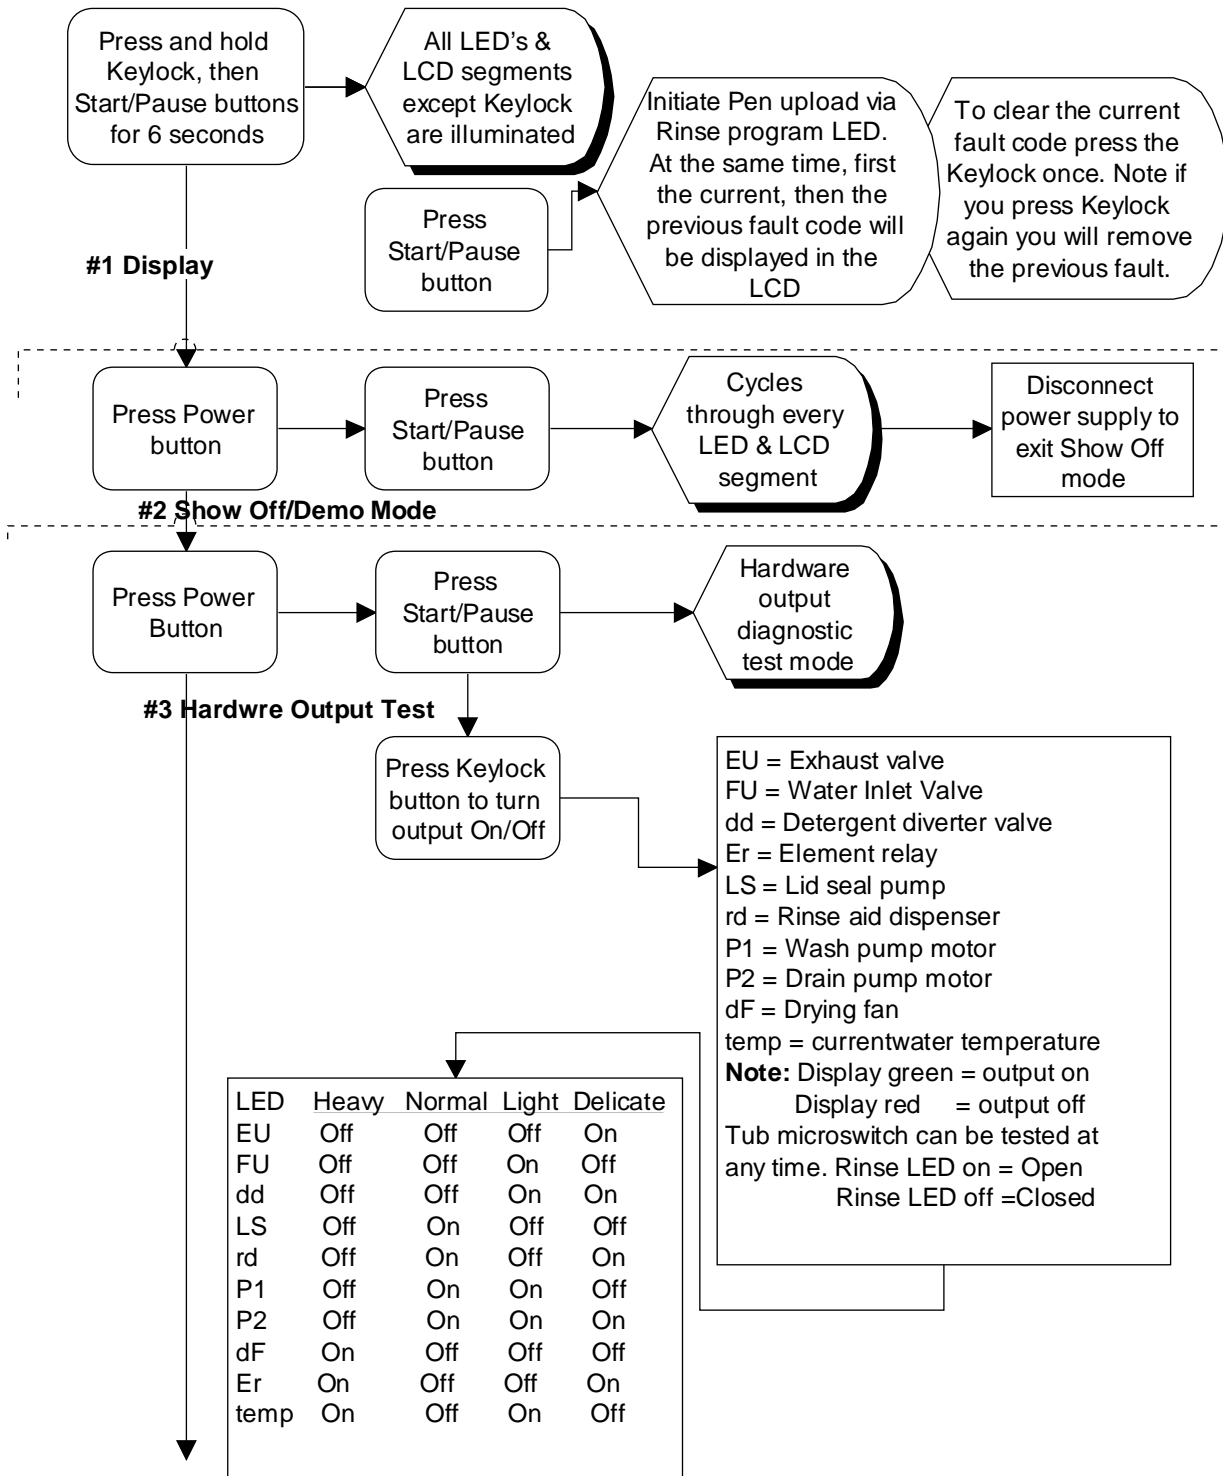 Press and hold
Keylock, then
Start/Pause buttons
for 6 seconds
All LED's &
LCD segments
except Keylock
are illuminated
Press
Start/Pause
button
Initiate Pen upload via
Rinse program LED.
At the same time, first
the current, then the
previous fault code will
be displayed in the
LCD
To clear the current
fault code press the
Keylock once. Note if
you press Keylock
again you will remove
the previous fault.
#1 Display
Press Power
button
Press
Start/Pause
button
Cycles
through every
LED & LCD
segment
Disconnect
power supply to
exit Show Off
mode
#2 Show Off/Demo Mode
Press Power
Button
Press
Start/Pause
button
Hardware
output
diagnostic
test mode
#3 Hardwre Output Test
Press Keylock
button to turn
output On/Off
EU = Exhaust valve
FU = Water Inlet Valve
dd = Detergent diverter valve
Er = Element relay
LS = Lid seal pump
rd = Rinse aid dispenser
P1 = Wash pump motor
P2 = Drain pump motor
dF = Drying fan
temp = currentwater temperature
Note: Display green = output on
Display red = output off
Tub microswitch can be tested at
any time. Rinse LED on = Open
Rinse LED off =Closed
LED Heavy Normal Light Delicate
EU Off Off Off On
FU Off Off On Off
dd Off Off On On
LS Off On Off Off
rd Off On Off On
P1 Off On On Off
P2 Off On On On
dF On Off Off Off
Er On Off Off On
temp On Off On Off